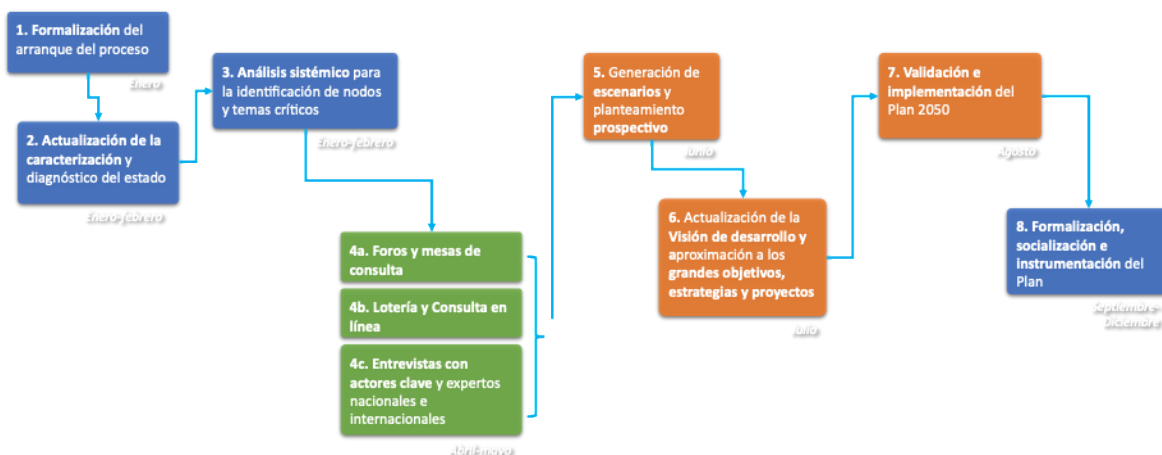 1. Formalización del
arranque del proceso
Enero
2. Actualización de la
caracterización y
diagnóstico del estado
Enero-febrero
3. Análisis sistémico para
la identificación de nodos
y temas críticos
Enero-febrero
4a. Foros y mesas de
consulta
4b. Lotería y Consulta en
línea
4c. Entrevistas con
actores clave y expertos
nacionales e
internacionales
Abril-mayo
5. Generación de
escenarios y
planteamiento
prospectivo
Junio
6. Actualización de la
Visión de desarrollo y
aproximación a los
grandes objetivos,
estrategias y proyectos
Julio
7. Validación e
implementación del
Plan 2050
Agosto
8. Formalización,
socialización e
instrumentación del
Plan
Septiembre-
Diciembre